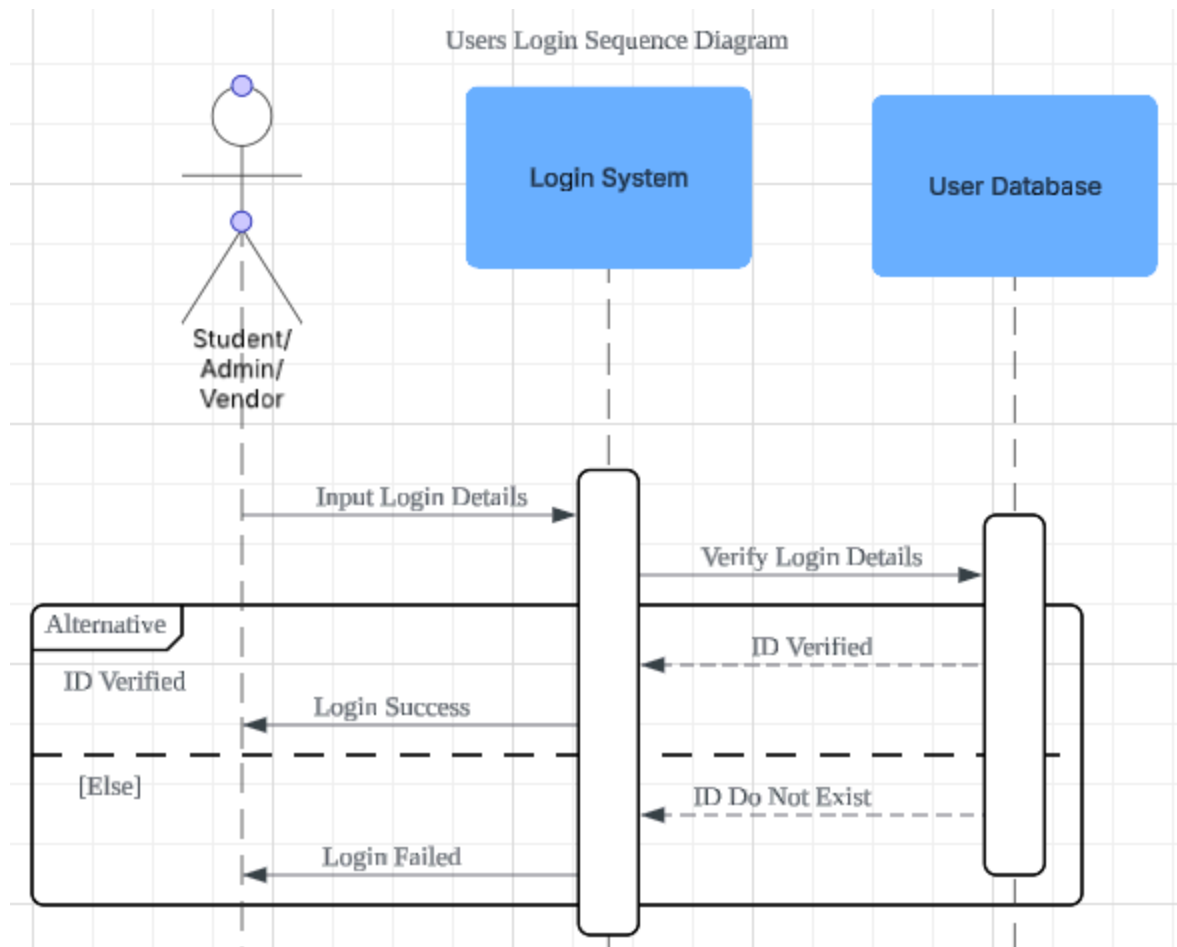 Users Login Sequence Diagram
Login System
User Database
Student/
Admin/
Vendor
Input Login Details
Verify Login Details
Alternative
ID Verified
ID Verified
Login Success
[Else]
ID Do Not Exist
Login Failed